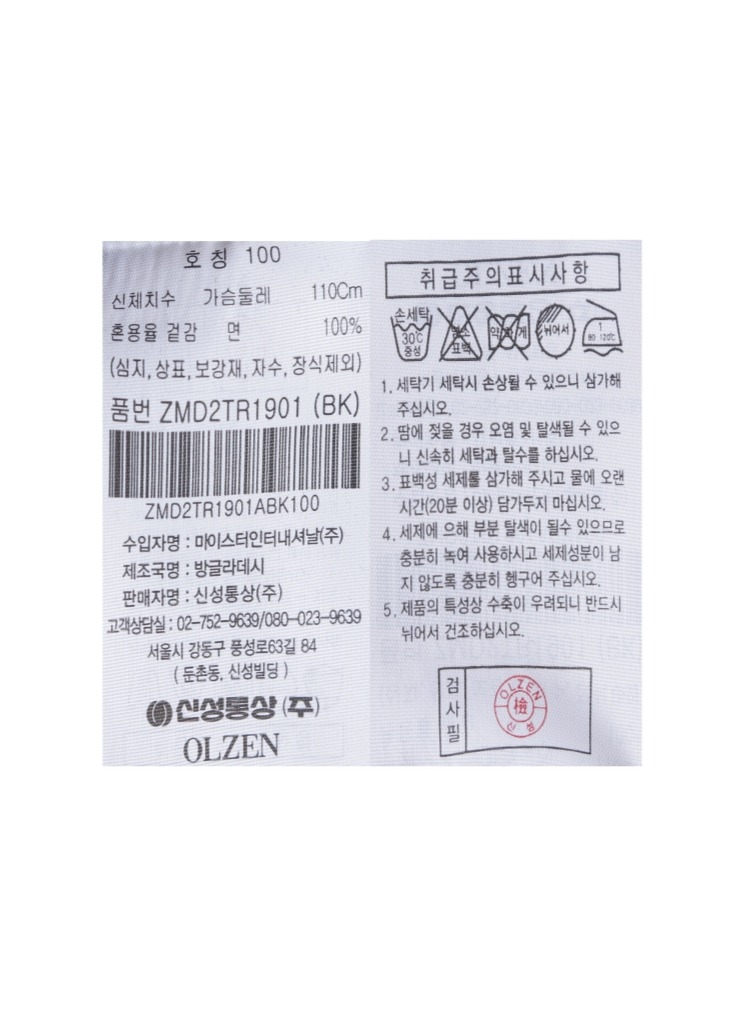 호 칭 100
신체치수 가슴둘레 110Cm
혼용율 겉감 면 100%
(심지, 상표, 보강재, 자수, 장식제외)
품번 ZMD2TR1901 (BK)
ZMD2TR1901ABK100
수입자명 : 마이스터인터내셔날(주)
제조국명 : 방글라데시
판매자명 : 신성통상(주)
고객상담실 : 02-752-9639/080-023-9639
서울시 강동구 풍성로63길 84
( 둔촌동, 신성빌딩 )
신성통상 (주)
OLZEN
취급주의표시사항
손세탁
30℃
중성
염소
표백
약하게
뉘어서
1
80 120℃
1. 세탁기 세탁시 손상될 수 있으니 삼가해
주십시오.
2. 땀에 젖을 경우 오염 및 탈색될 수 있으
니 신속히 세탁과 탈수를 하십시오.
3. 표백성 세제를 삼가해 주시고 물에 오랜
시간(20분 이상) 담가두지 마십시오.
4. 세제에 으해 부분 탈색이 될수 있으므로
충분히 녹여 사용하시고 세제성분이 남
지 않도록 충분히 헹구어 주십시오.
5. 제품의 특성상 수축이 우려되니 반드시
뉘어서 건조하십시오.
검사필
OLZEN
檢